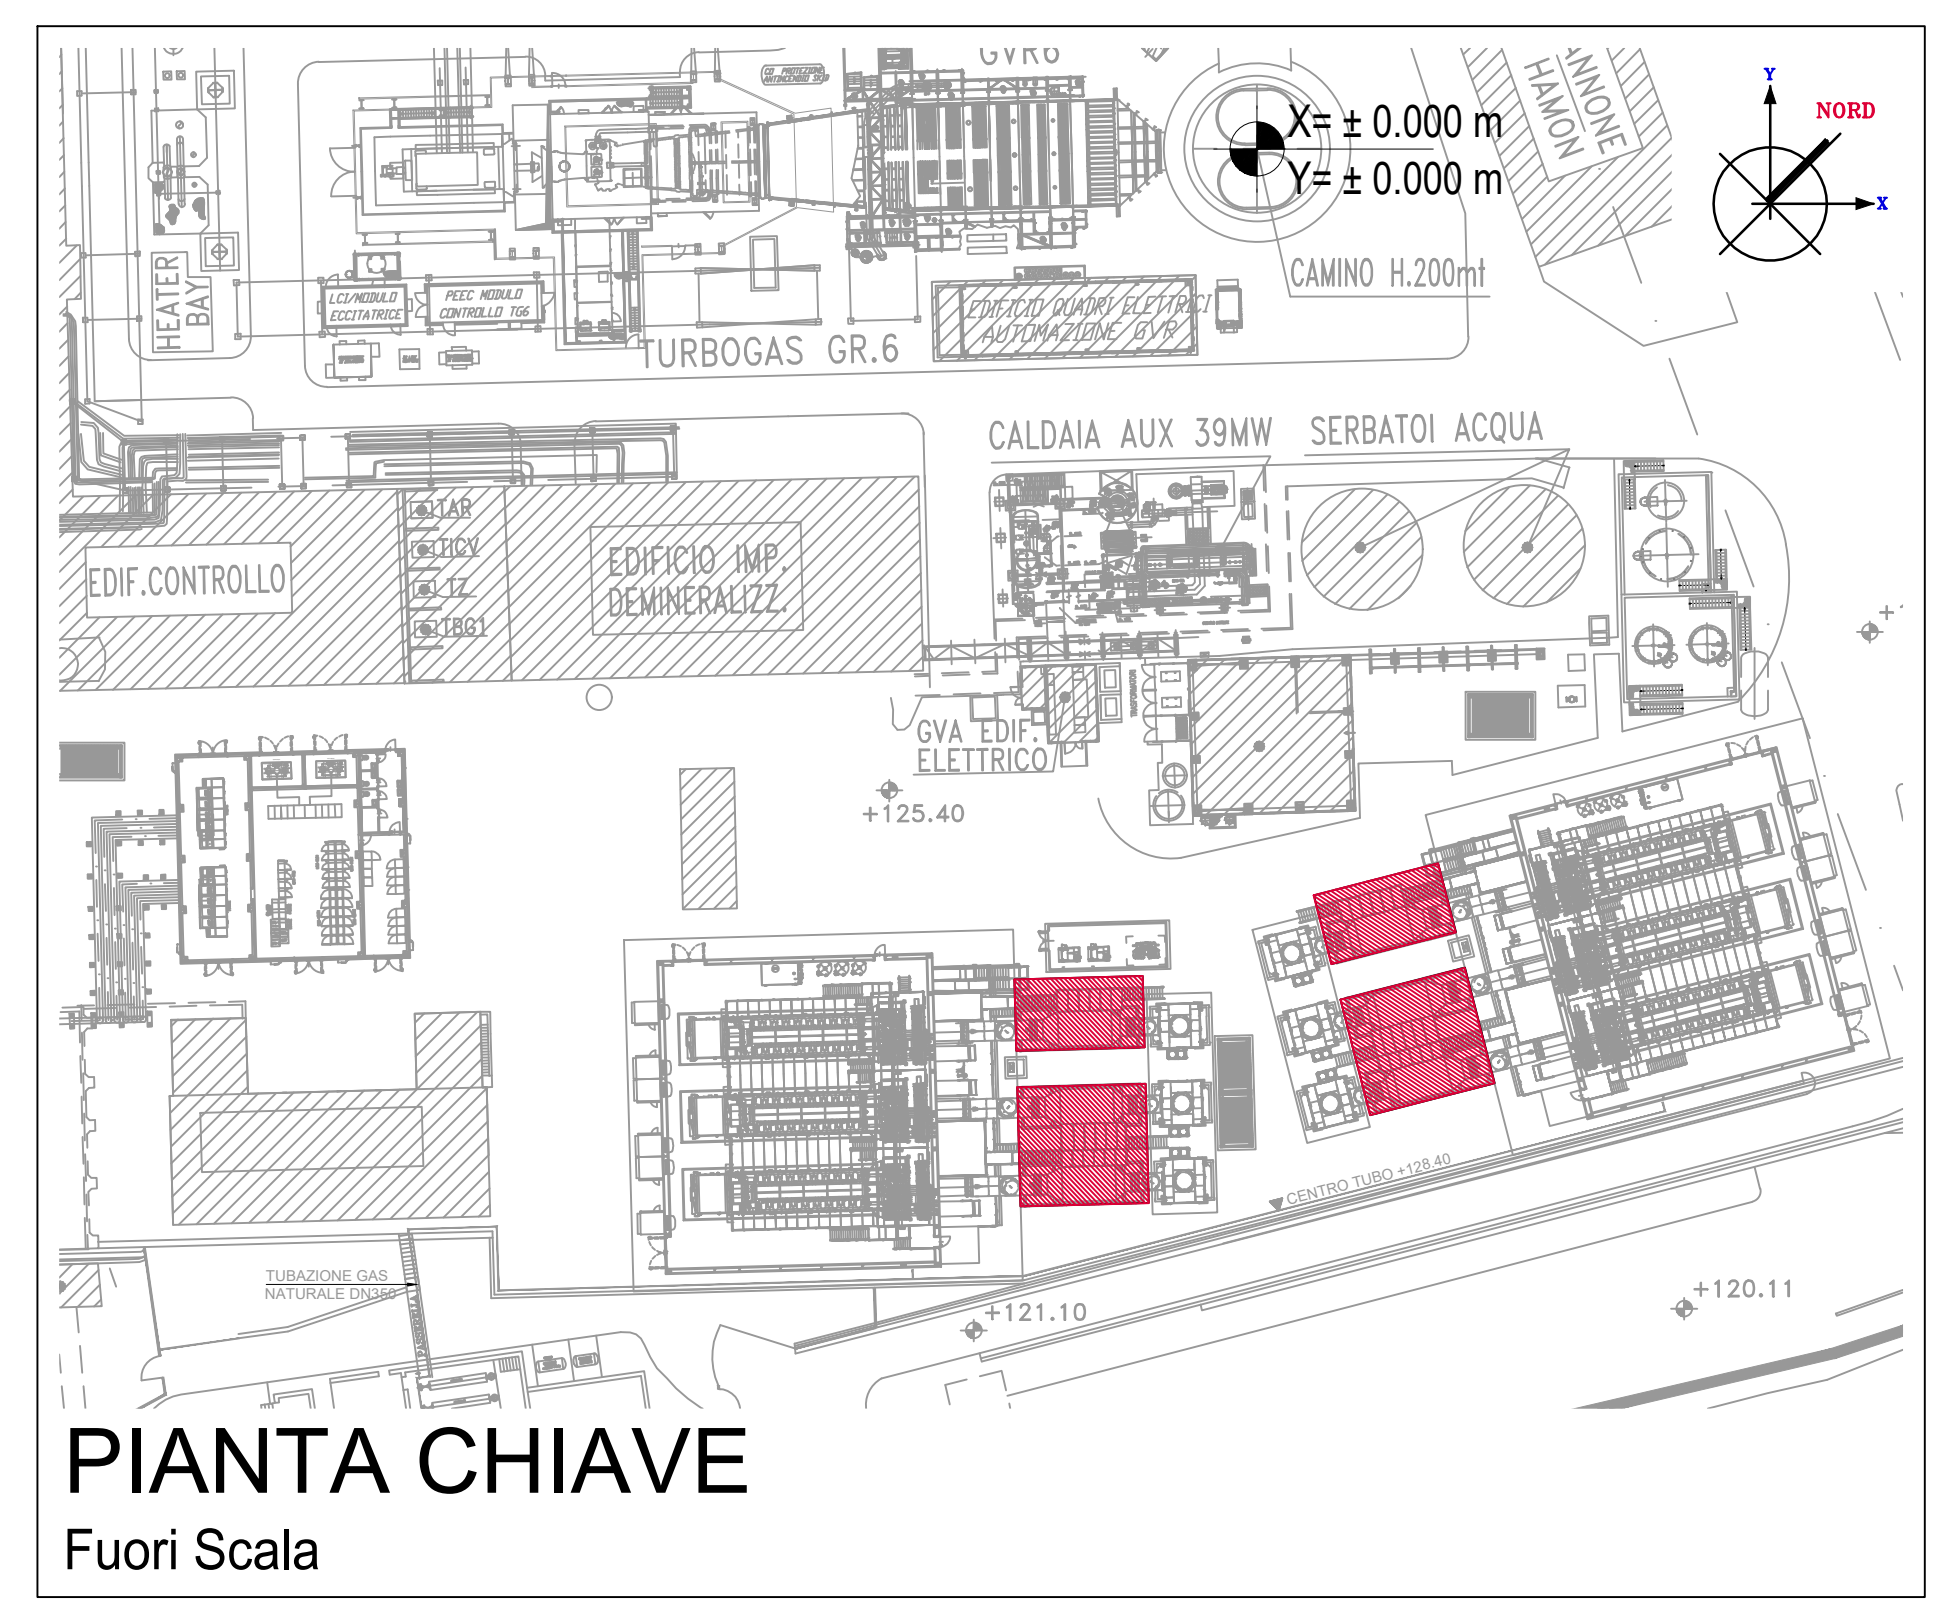 GVR6
CO PROTEZIONE
ANTINCENDIO SKID
HAMON
Y
NORD
X
X= ± 0.000 m
Y= ± 0.000 m
CAMINO H.200mt
HEATER
BAY
LCI/MODULO
ECCITATRICE
PEEC MODULO
CONTROLLO TG6
EDIFICIO QUADRI ELETTRICI
AUTOMAZIONE GVR
TURBOGAS GR.6
CALDAIA AUX 39MW
SERBATOI ACQUA
TAR
TICV
TZ
TBG1
EDIF.CONTROLLO
EDIFICIO IMP.
DEMINERALIZZ.
TRASFORMATOR
GVA EDIF.
ELETTRICO
+125.40
CENTRO TUBO +128.40
TUBAZIONE GAS
NATURALE DN350
PASSERELLA
+121.10
+120.11
PIANTA CHIAVE
Fuori Scala